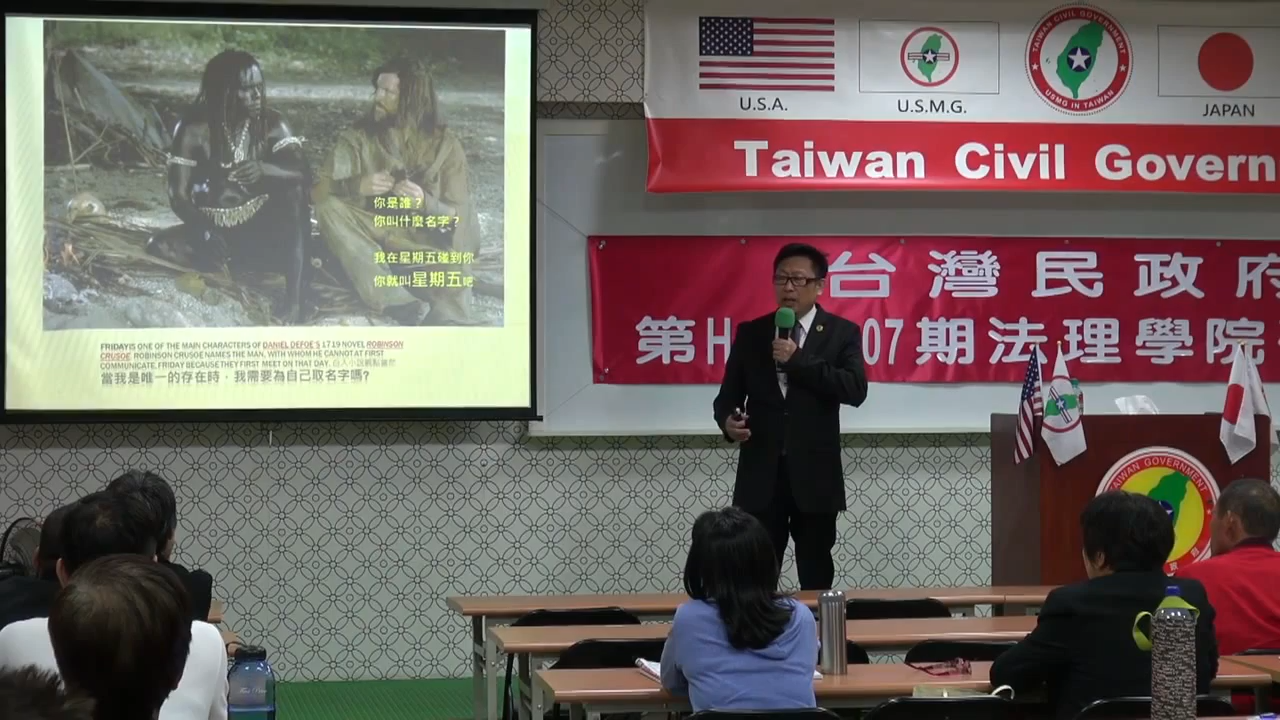 你是誰？
你叫什麼名字？
我在星期五碰到你
你就叫星期五吧
FRIDAY IS ONE OF THE MAIN CHARACTERS OF DANIEL DEFOE'S 1719 NOVEL ROBINSON
CRUSOE. ROBINSON CRUSOE NAMES THE MAN, WITH WHOM HE CANNOT AT FIRST
COMMUNICATE, FRIDAY BECAUSE THEY FIRST MEET ON THAT DAY.
當我是唯一的存在時，我需要為自己取名字嗎?
U.S.A.
U.S.M.G.
TAIWAN CIVIL GOVERNMENT
USMG IN TAIWAN
JAPAN
Taiwan Civil Govern
台灣民政府
第H 07期法理學院
TAIWAN GOVERNMENT